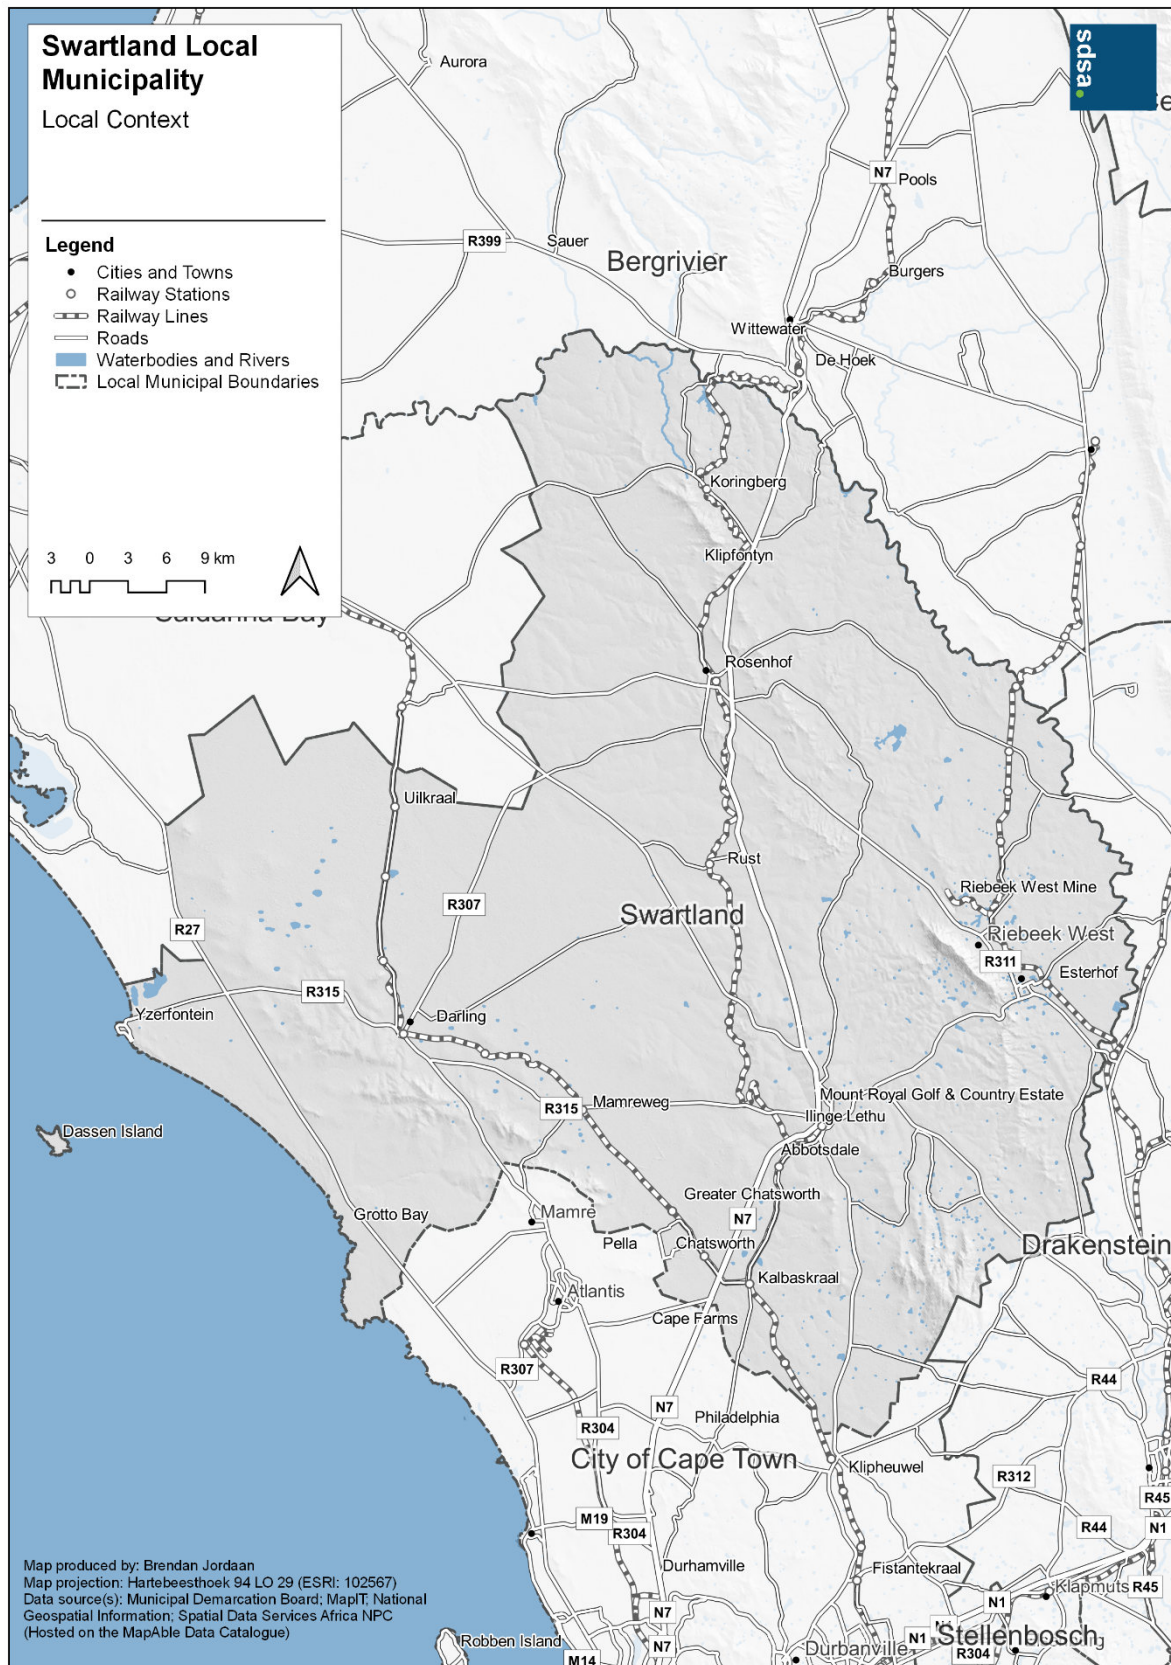 Swartland Local
Municipality
Local Context
Legend
Cities and Towns
Railway Stations
Railway Lines
Roads
Waterbodies and Rivers
Local Municipal Boundaries
3 0 3 6 9 km
sdsa.
Aurora
N7
Pools
R399
Sauer
Bergrivier
Burgers
Wittewater
De Hoek
Koringberg
Klipfontyn
Saldanha Bay
Rosenhof
Uilkraal
Rust
Riebeek West Mine
R307
Swartland
R27
Riebeek West
R311
Esterhof
R315
Yzerfontein
Darling
Mount Royal Golf & Country Estate
R315
Mamreweg
Ilinge Lethu
Dassen Island
Abbotsdale
Greater Chatsworth
Grotto Bay
Mamre
N7
Pella
Chatsworth
Drakenstein
Kalbaskraal
Atlantis
Cape Farms
R307
R44
N7
Philadelphia
R304
City of Cape Town
Klipheuwel
R312
R45
M19
R304
R44
N1
Durhamville
Fistantekraal
Klapmuts
R45
N1
N7
N1
Stellenbosch
Robben Island
N7
Durbanville
R304
M14
Map produced by: Brendan Jordaan
Map projection: Hartebeesthoek 94 LO 29 (ESRI: 102567)
Data source(s): Municipal Demarcation Board; MapIT; National
Geospatial Information; Spatial Data Services Africa NPC
(Hosted on the MapAble Data Catalogue)